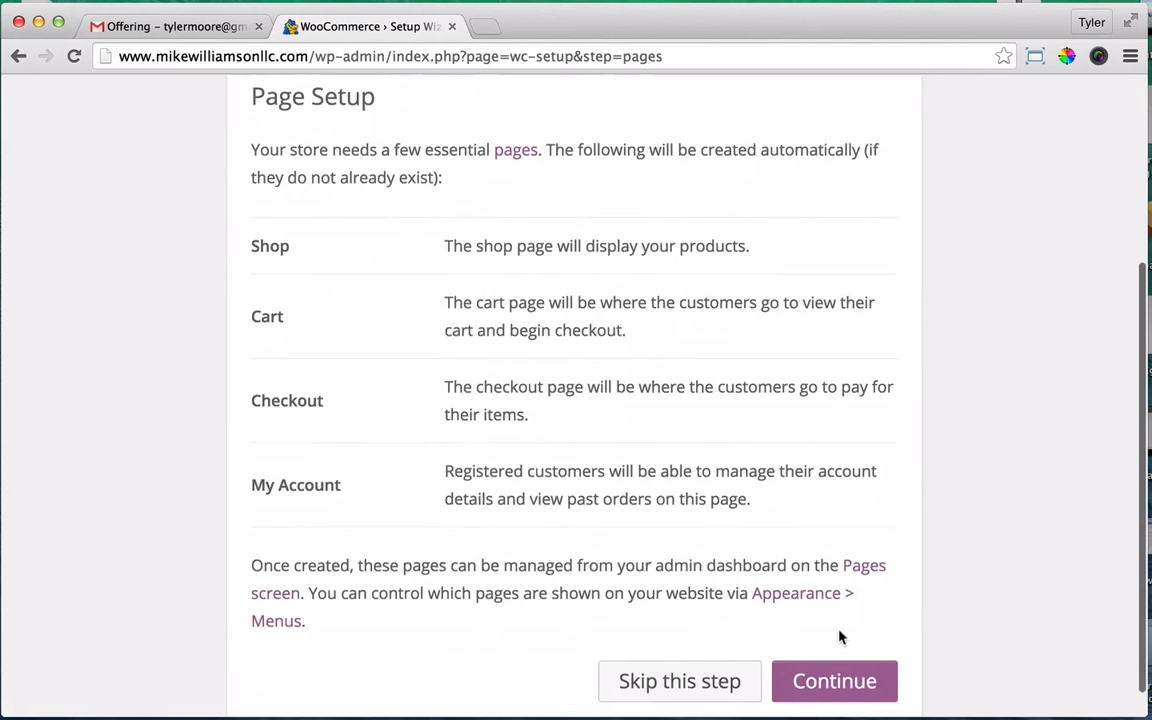 Offering – tylermoore@gm
WooCommerce › Setup Wiz
Tyler
www.mikewilliamsonllc.com/wp-admin/index.php?page=wc-setup&step=pages
Page Setup
Your store needs a few essential pages. The following will be created automatically (if
they do not already exist):
Shop
The shop page will display your products.
Cart
The cart page will be where the customers go to view their
cart and begin checkout.
Checkout
The checkout page will be where the customers go to pay for
their items.
My Account
Registered customers will be able to manage their account
details and view past orders on this page.
Once created, these pages can be managed from your admin dashboard on the Pages
screen. You can control which pages are shown on your website via Appearance >
Menus.
Skip this step
Continue